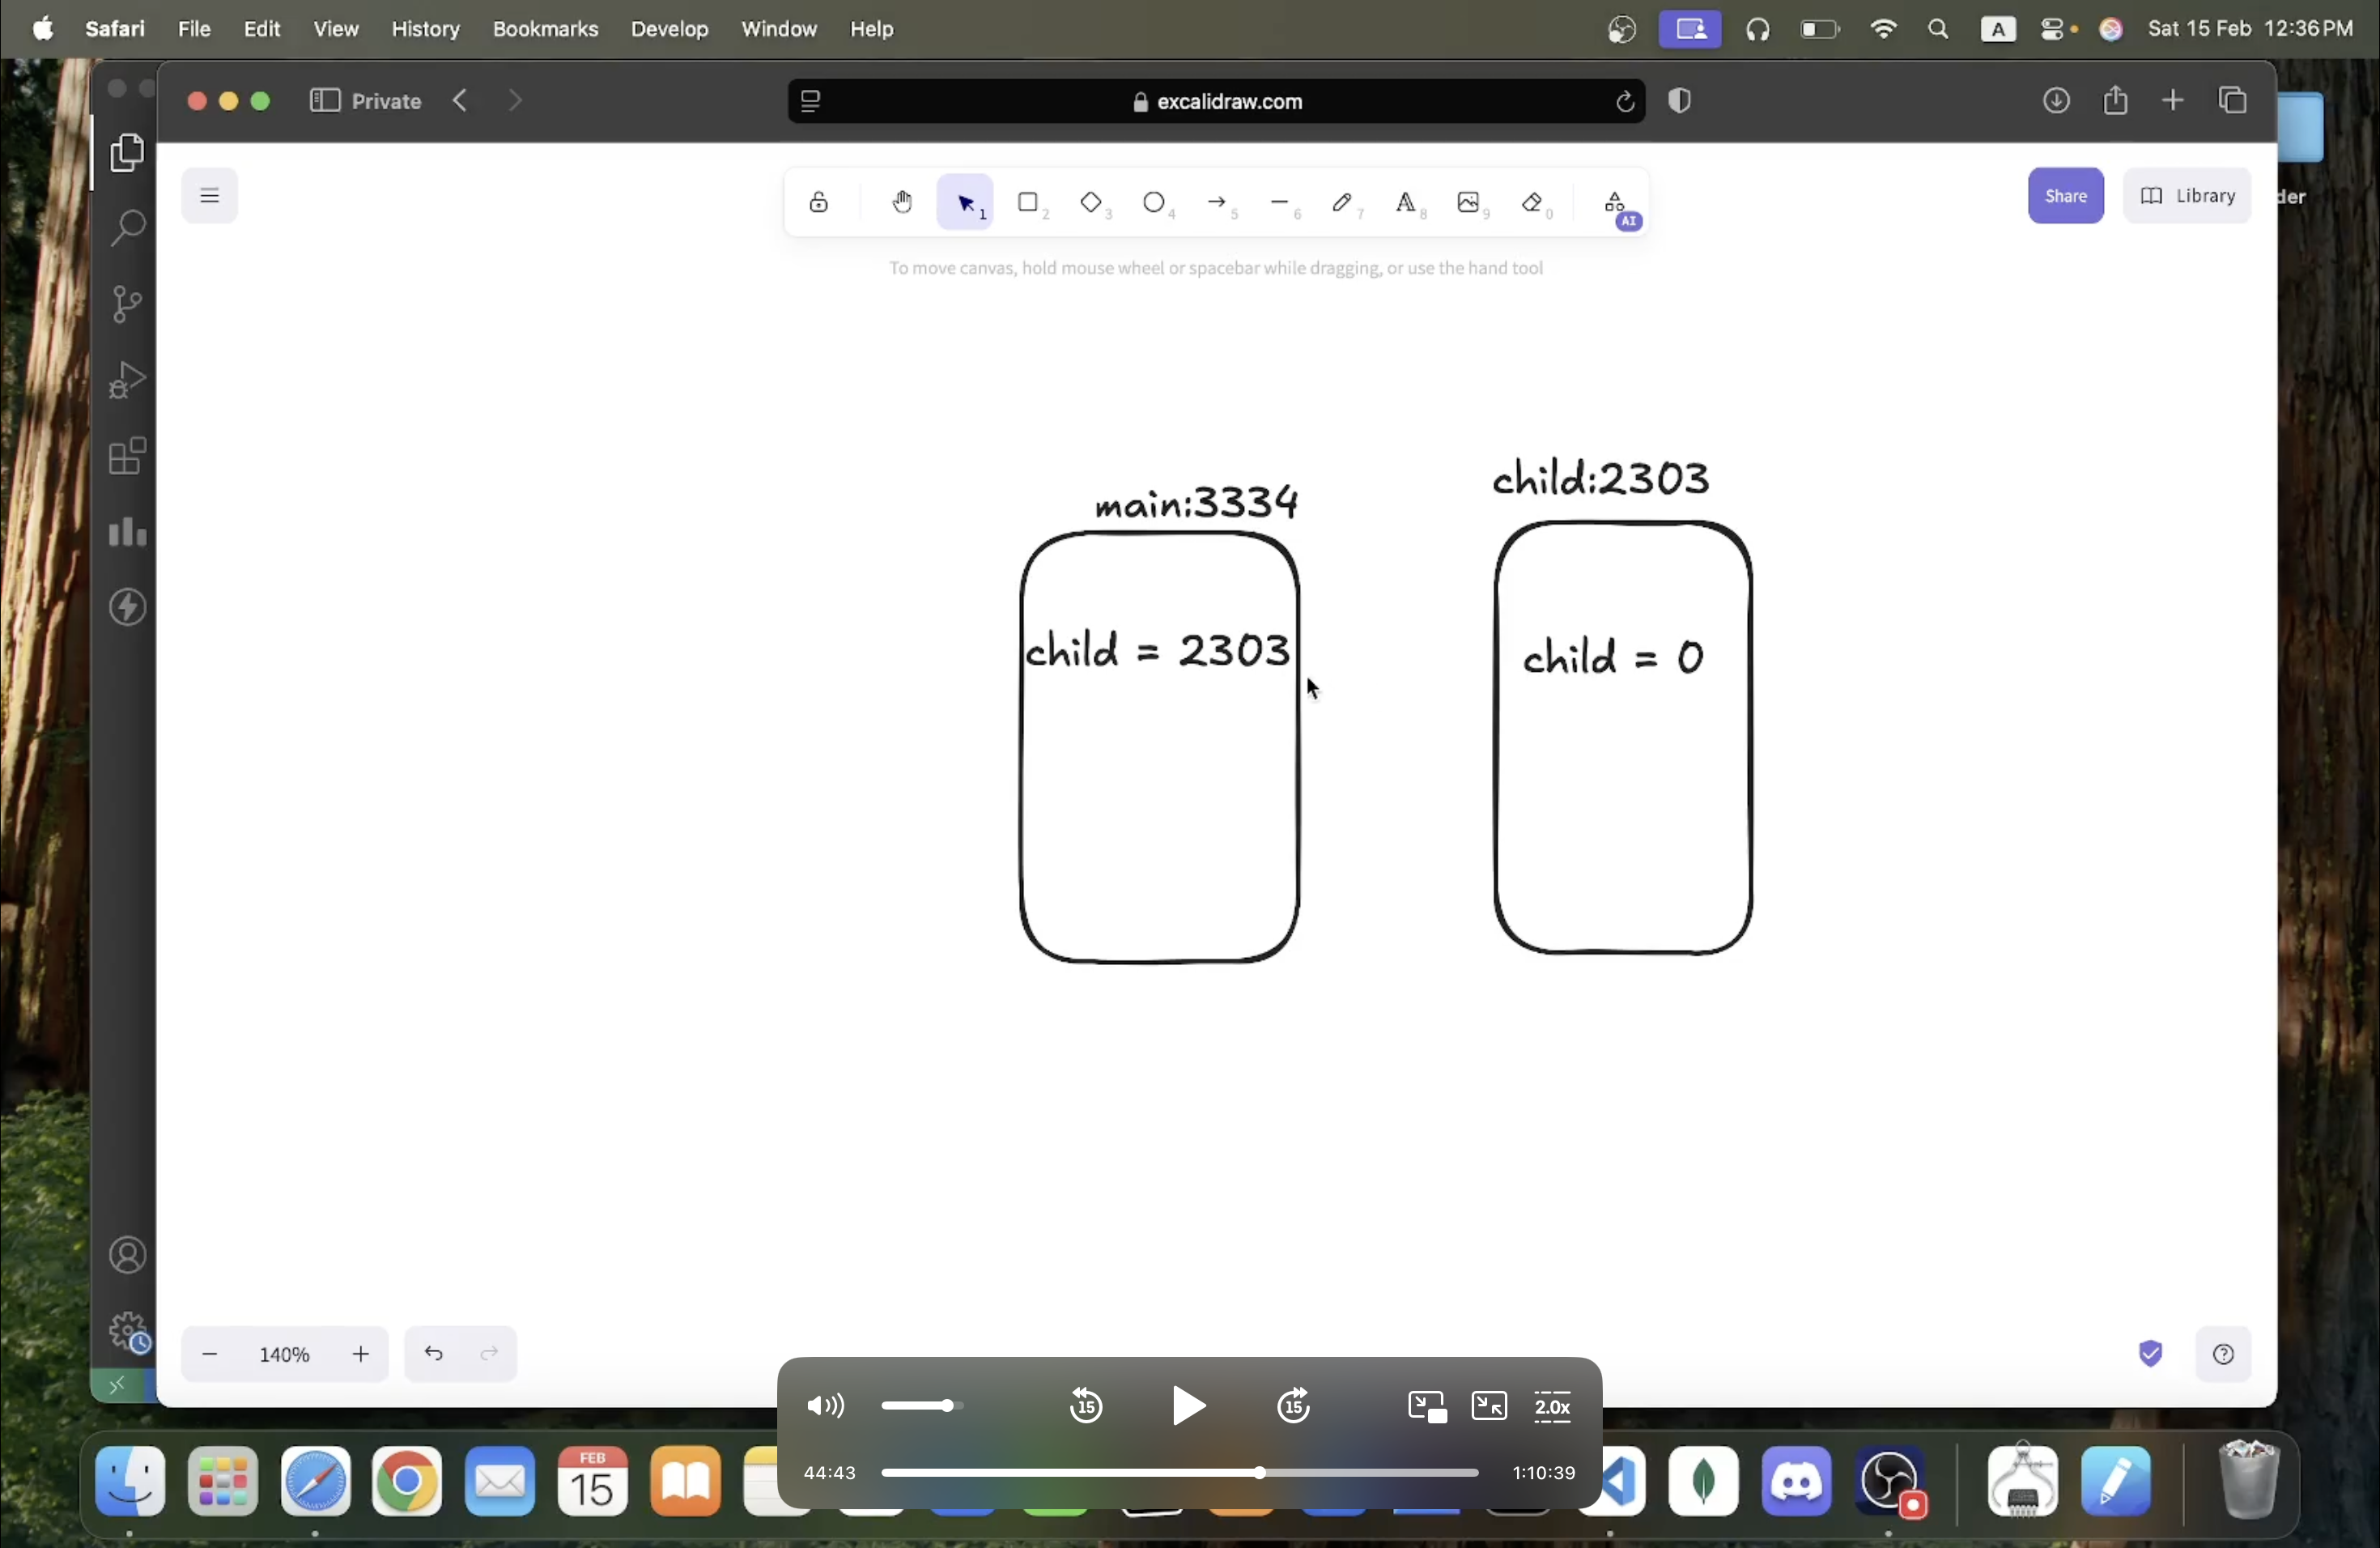 Safari File Edit View History Bookmarks Develop Window Help A Sat 15 Feb 12:36 PM
Private excalidraw.com
1 2 3 4 5 6 7 8 9 0 AI
Share Library der
To move canvas, hold mouse wheel or spacebar while dragging, or use the hand tool
child:2303
main:3334
child = 2303
child = 0
140%
15 15 2.0x
44:43 1:10:39
FEB
15